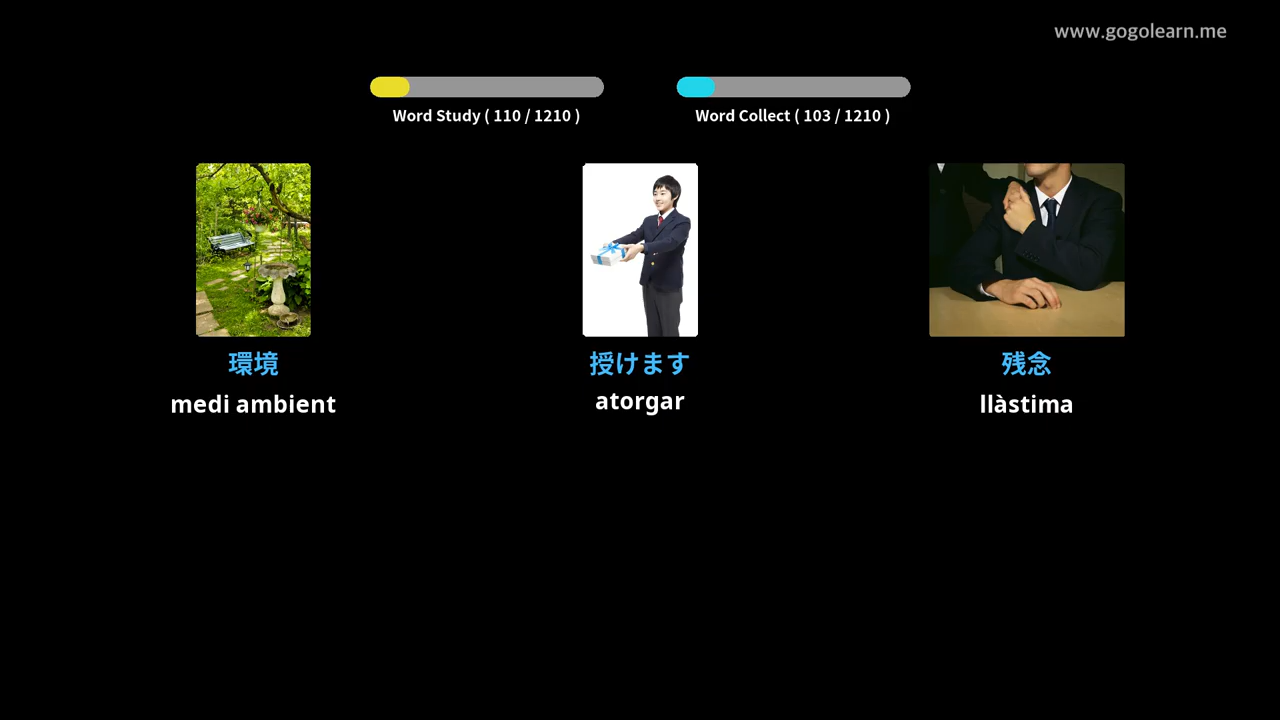 www.gogolearn.me
Word Study ( 110 / 1210 )
Word Collect ( 103 / 1210 )
環境
授けます
残念
medi ambient
atorgar
llàstima